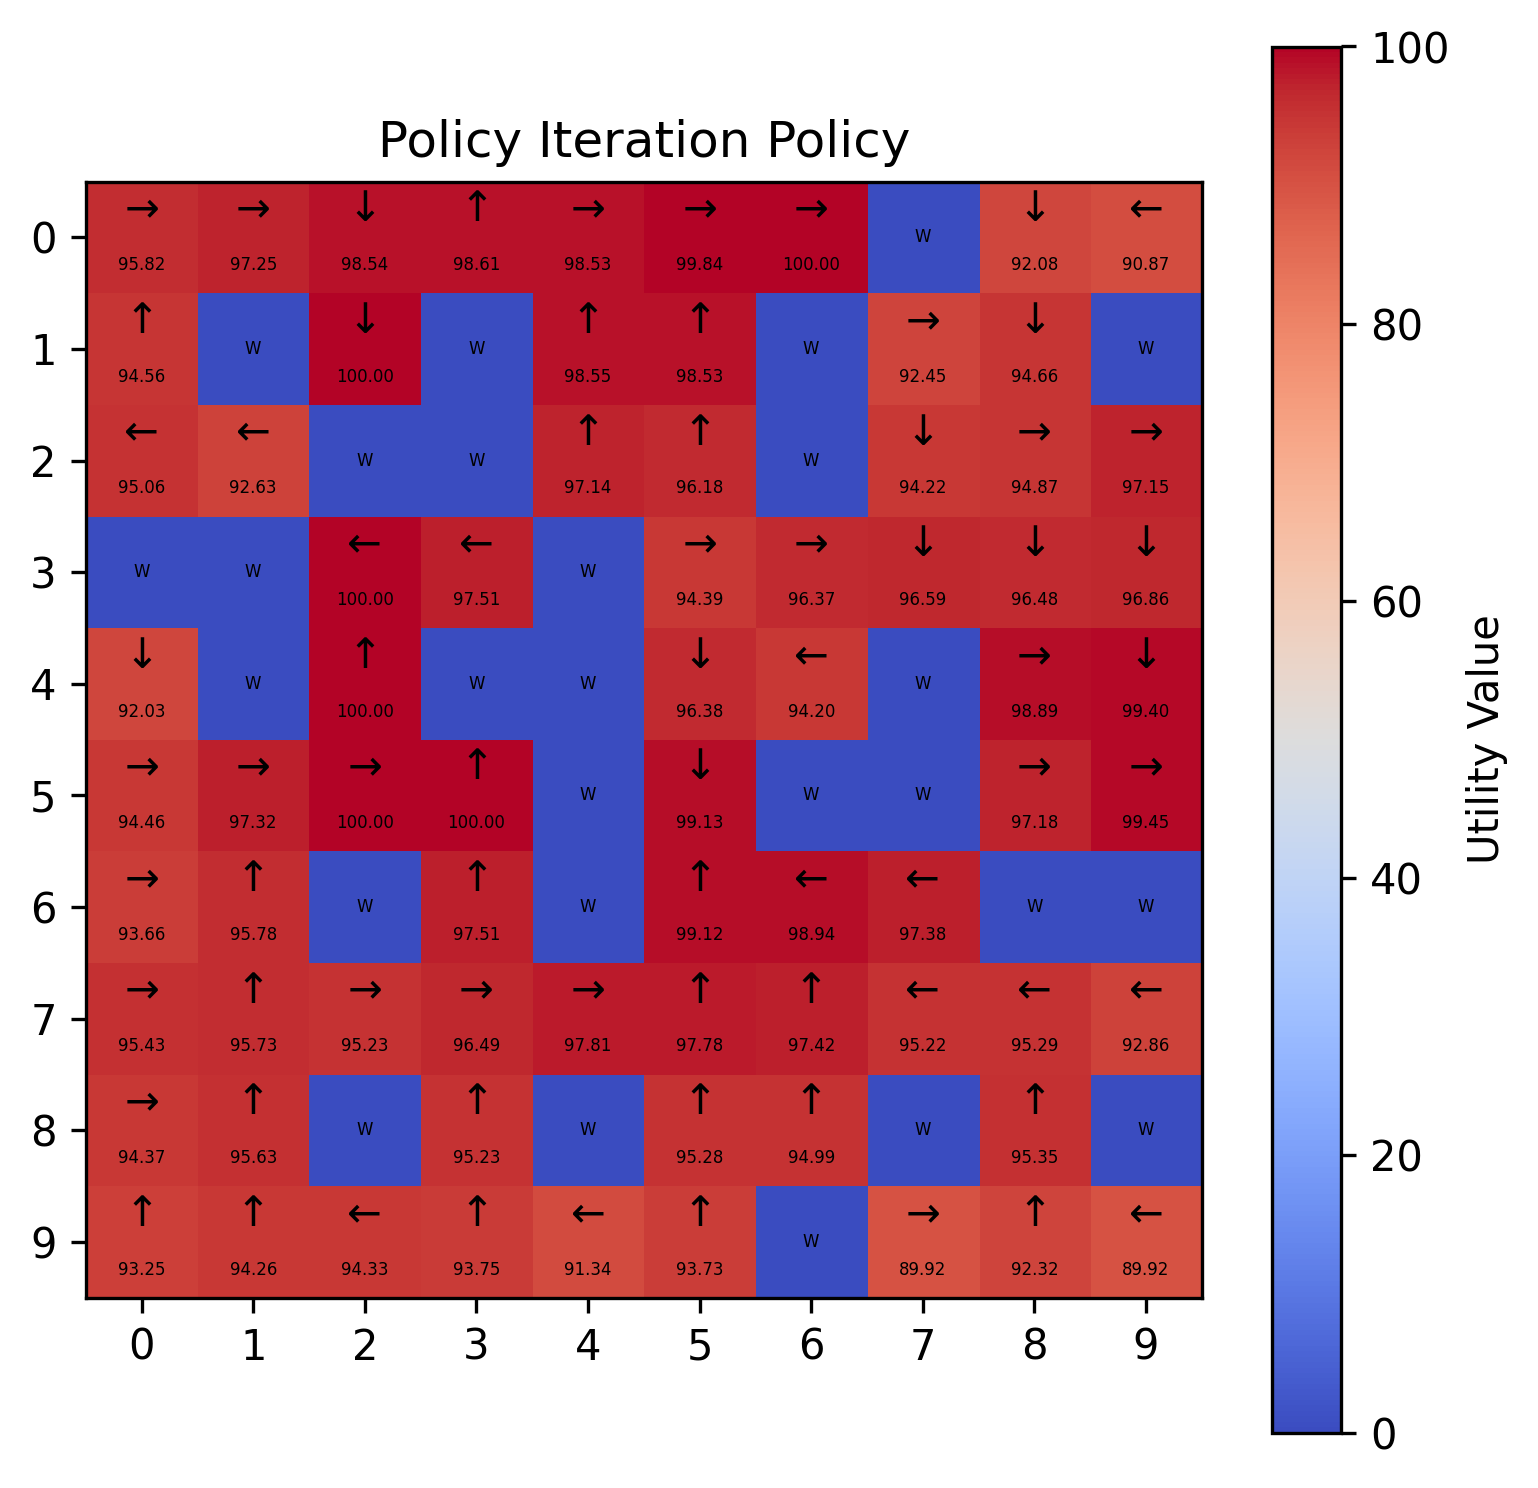 Policy Iteration Policy
0 → → ↓ ↑ → → → W ↓ ←
95.82 97.25 98.54 98.61 98.53 99.84 100.00 92.08 90.87
1 ↑ W ↓ W ↑ ↑ W → ↓ W
94.56 100.00 98.55 98.53 92.45 94.66
2 ← ← W W ↑ ↑ W ↓ → →
95.06 92.63 97.14 96.18 94.22 94.87 97.15
3 W W ← ← W → → ↓ ↓ ↓
100.00 97.51 94.39 96.37 96.59 96.48 96.86
4 ↓ W ↑ W W ↓ ← W → ↓
92.03 100.00 96.38 94.20 98.89 99.40
5 → → → ↑ W ↓ W W → →
94.46 97.32 100.00 100.00 99.13 97.18 99.45
6 → ↑ W ↑ W ↑ ← ← W W
93.66 95.78 97.51 99.12 98.94 97.38
7 → ↑ → → → ↑ ↑ ← ← ←
95.43 95.73 95.23 96.49 97.81 97.78 97.42 95.22 95.29 92.86
8 → ↑ W ↑ W ↑ ↑ W ↑ W
94.37 95.63 95.23 95.28 94.99 95.35
9 ↑ ↑ ← ↑ ← ↑ W → ↑ ←
93.25 94.26 94.33 93.75 91.34 93.73 89.92 92.32 89.92
0 1 2 3 4 5 6 7 8 9
100
80
60
40
20
0
Utility Value